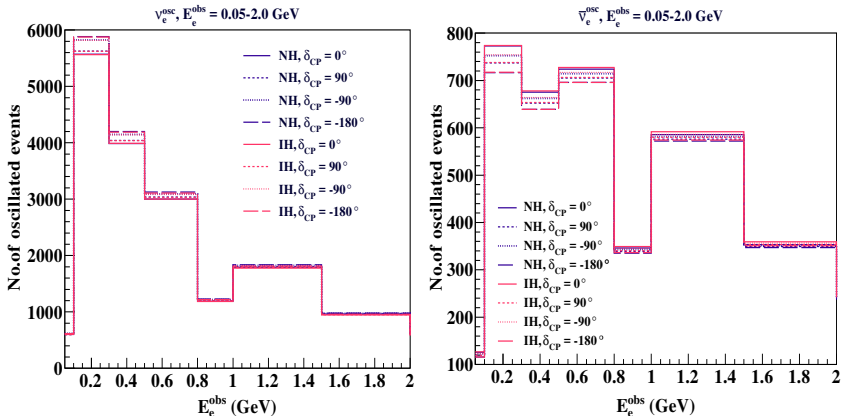 ν_e^osc, E_e^obs = 0.05-2.0 GeV
No.of oscillated events
6000
5000
4000
3000
2000
1000
0
NH, δ_CP = 0°
NH, δ_CP = 90°
NH, δ_CP = -90°
NH, δ_CP = -180°
IH, δ_CP = 0°
IH, δ_CP = 90°
IH, δ_CP = -90°
IH, δ_CP = -180°
0.2 0.4 0.6 0.8 1 1.2 1.4 1.6 1.8 2
E_e^obs (GeV)
ν̅_e^osc, E_e^obs = 0.05-2.0 GeV
No.of oscillated events
800
700
600
500
400
300
200
100
NH, δ_CP = 0°
NH, δ_CP = 90°
NH, δ_CP = -90°
NH, δ_CP = -180°
IH, δ_CP = 0°
IH, δ_CP = 90°
IH, δ_CP = -90°
IH, δ_CP = -180°
0.2 0.4 0.6 0.8 1 1.2 1.4 1.6 1.8 2
E_e^obs (GeV)